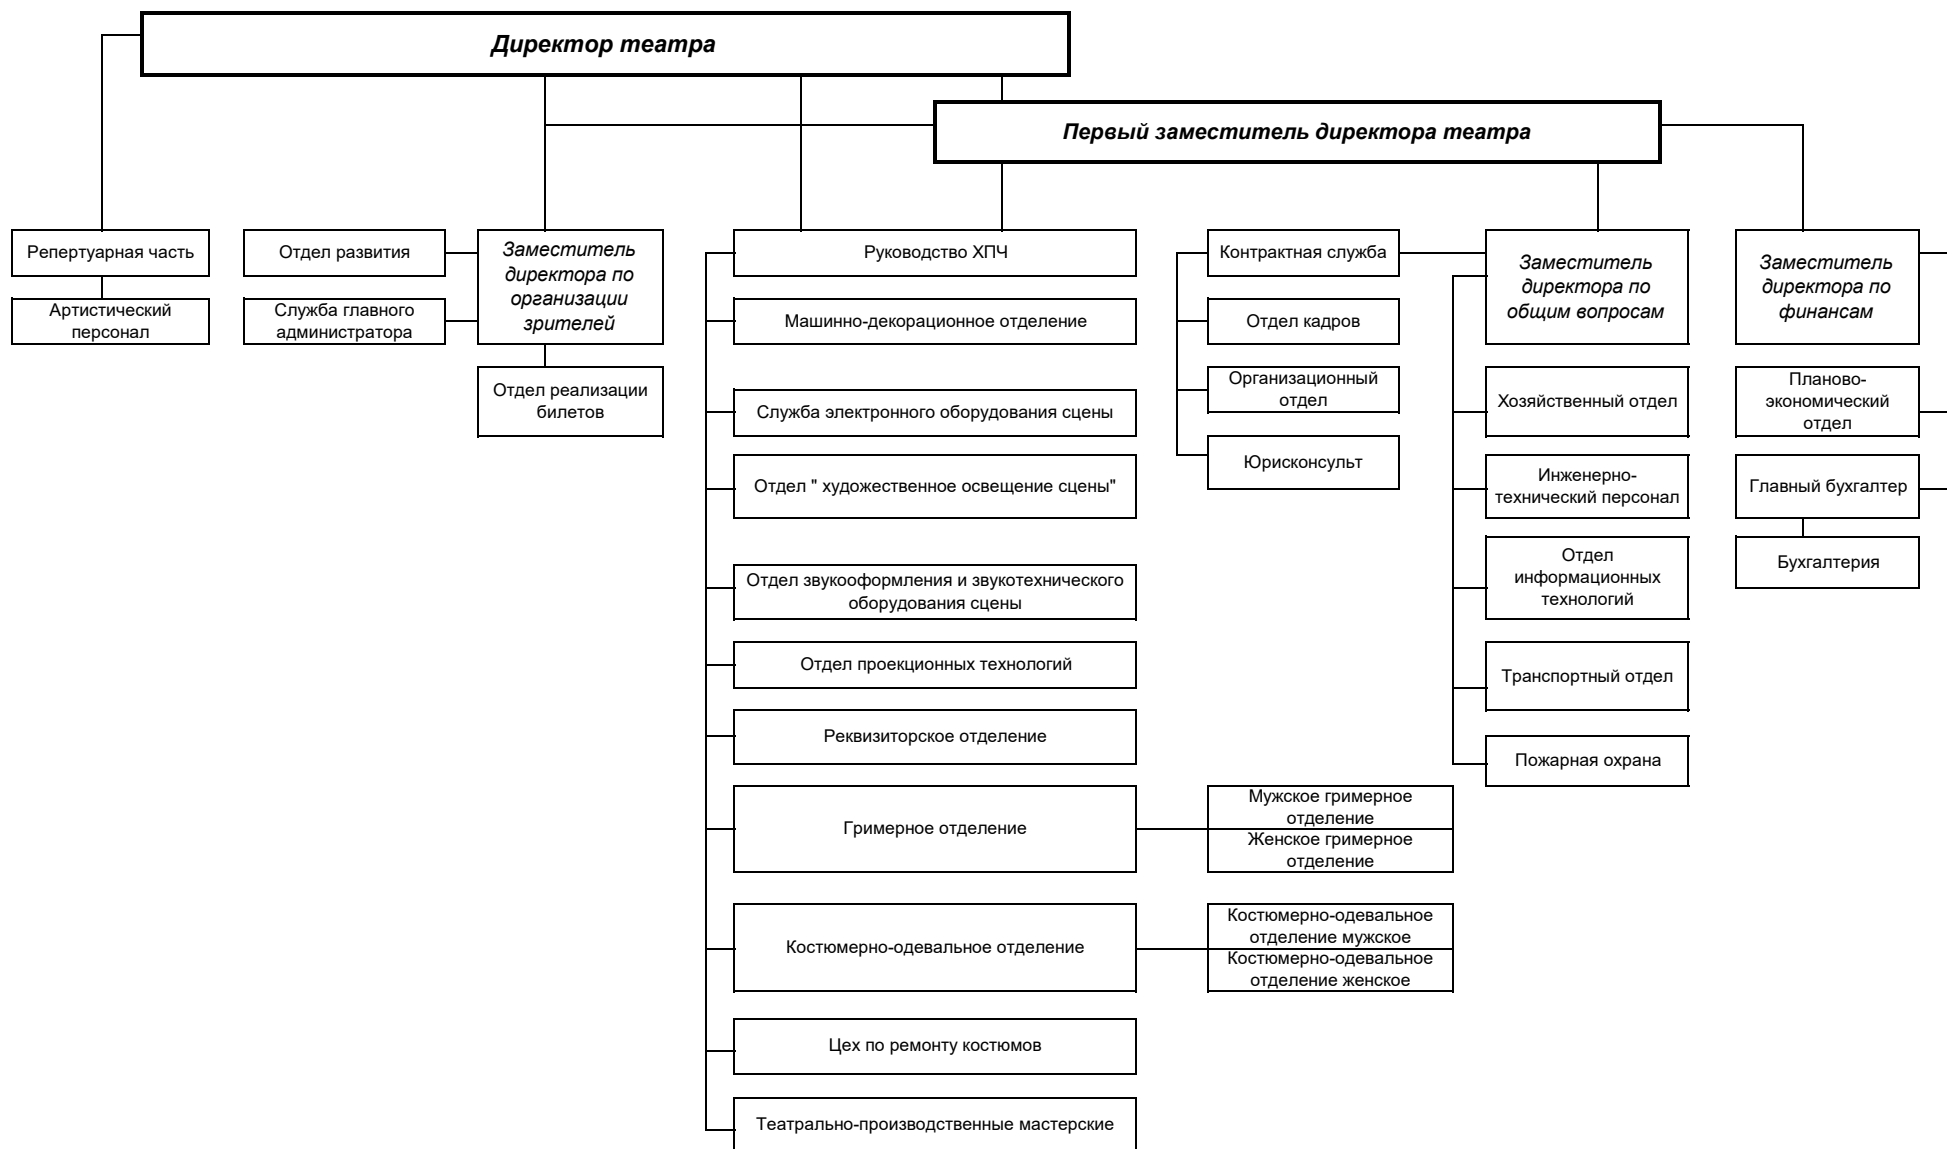 Директор театра
Первый заместитель директора театра
Репертуарная часть
Артистический
персонал
Отдел развития
Служба главного
администратора
Заместитель
директора по
организации
зрителей
Отдел реализации
билетов
Руководство ХПЧ
Машинно-декорационное отделение
Служба электронного оборудования сцены
Отдел " художественное освещение сцены"
Отдел звукооформления и звукотехнического
оборудования сцены
Отдел проекционных технологий
Реквизиторское отделение
Гримерное отделение
Костюмерно-одевальное отделение
Цех по ремонту костюмов
Театрально-производственные мастерские
Контрактная служба
Отдел кадров
Организационный
отдел
Юрисконсульт
Мужское гримерное
отделение
Женское гримерное
отделение
Костюмерно-одевальное
отделение мужское
Костюмерно-одевальное
отделение женское
Заместитель
директора по
общим вопросам
Хозяйственный отдел
Инженерно-
технический персонал
Отдел
информационных
технологий
Транспортный отдел
Пожарная охрана
Заместитель
директора по
финансам
Планово-
экономический
отдел
Главный бухгалтер
Бухгалтерия